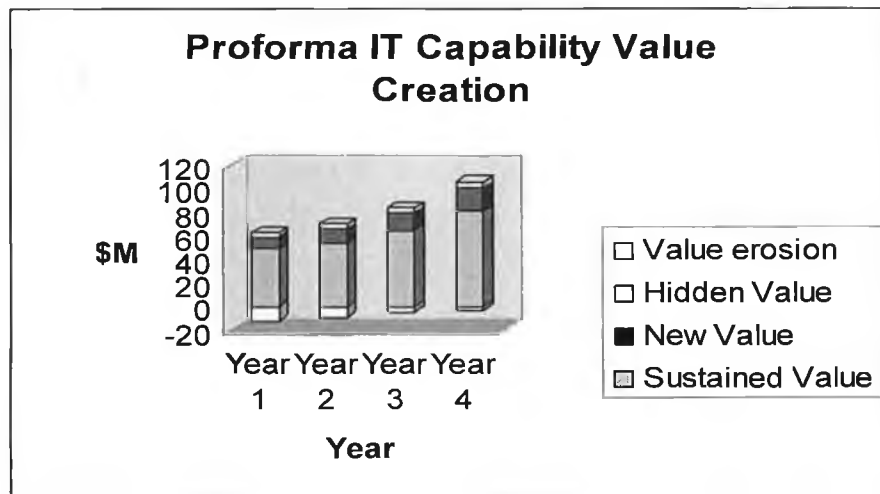 Proforma IT Capability Value
Creation
120
100
80
60
40
20
0
-20
$M
Year Year Year Year
1 2 3 4
Year
Value erosion
Hidden Value
New Value
Sustained Value